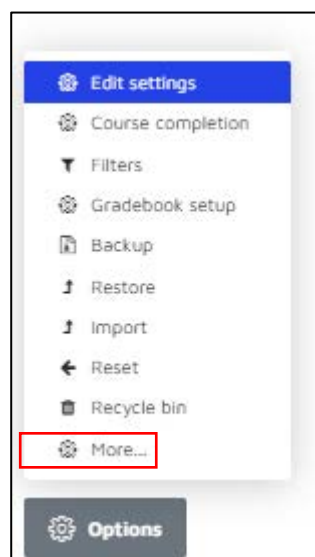 Edit settings
Course completion
Filters
Gradebook setup
Backup
Restore
Import
Reset
Recycle bin
More...
Options